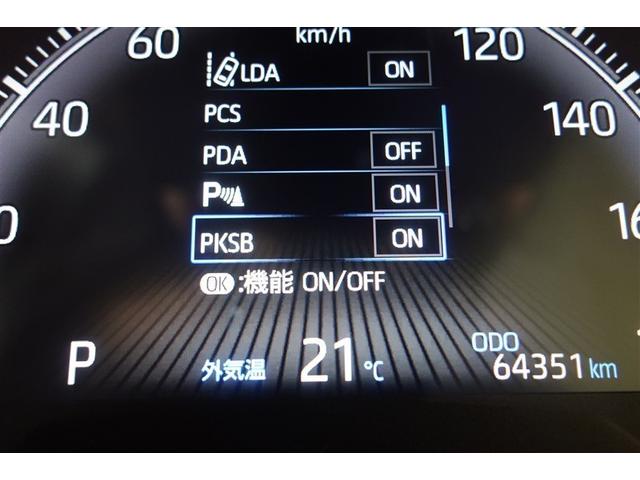 km/h
60
120
LDA ON
40
PCS
140
PDA OFF
P ON
PKSB ON
OK:機能 ON/OFF
P
外気温 21℃
ODO
64351 km